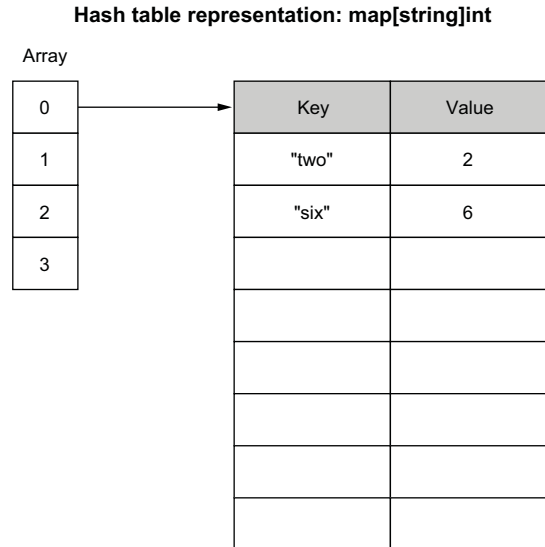 Hash table representation: map[string]int
Array
0
Key Value
1
"two" 2
2
"six" 6
3